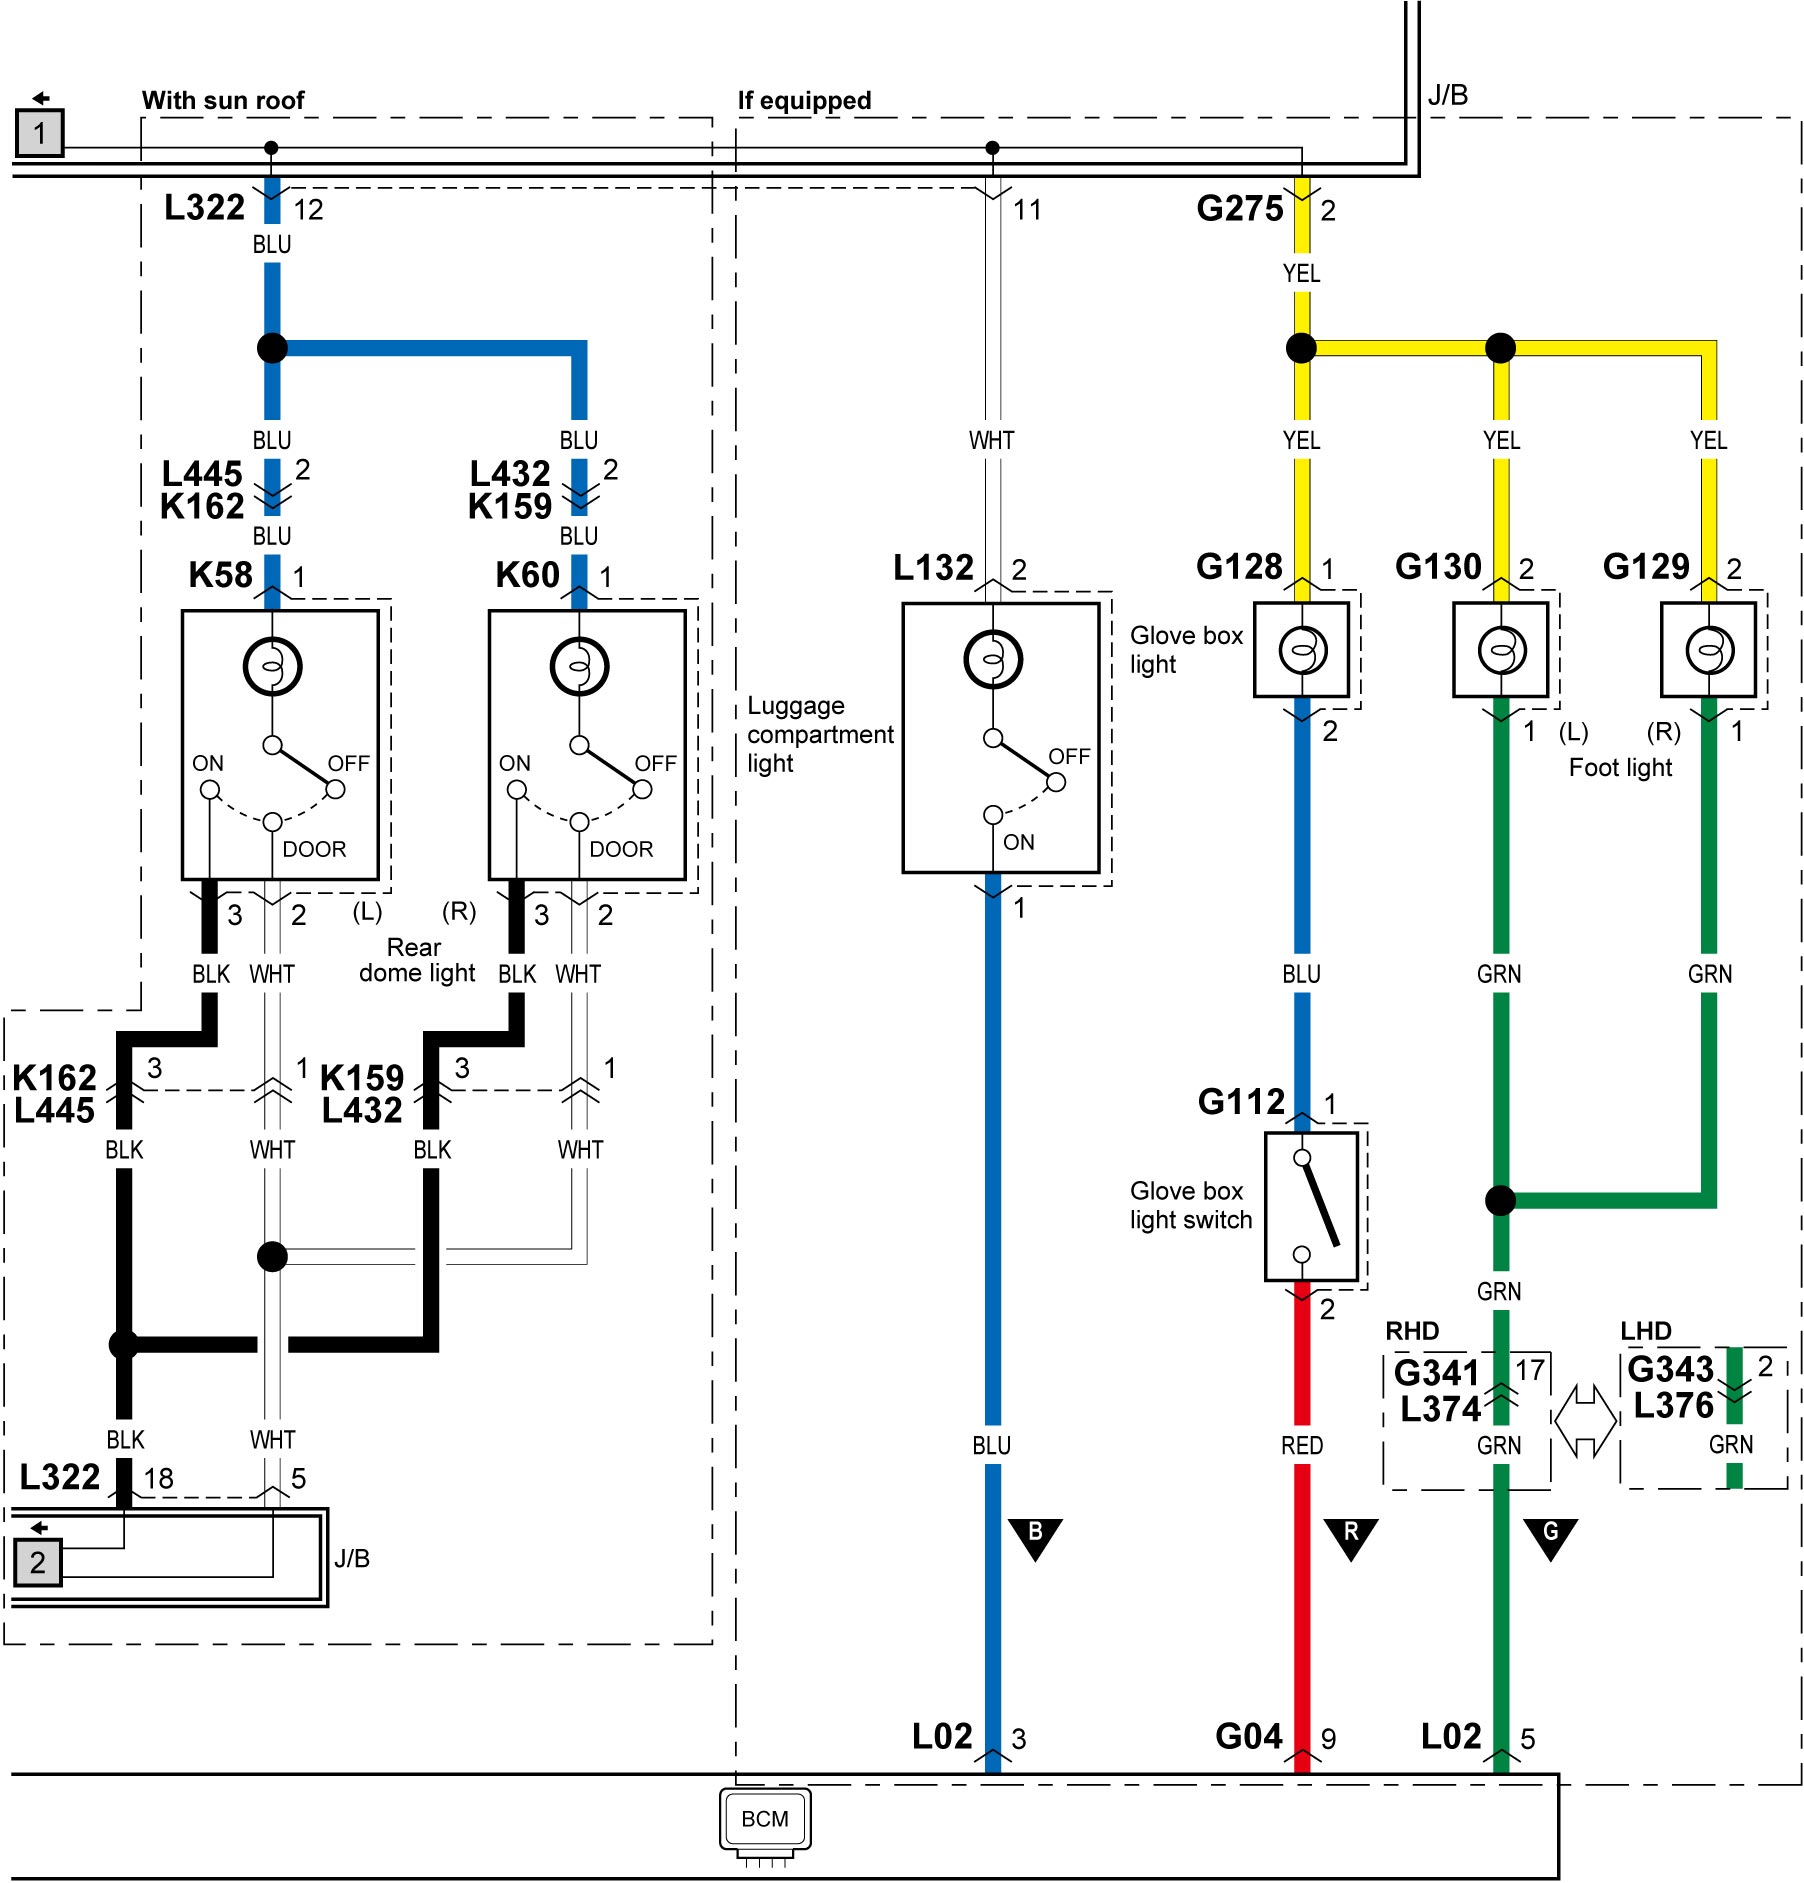 With sun roof
If equipped
J/B
1
L322 12
11
G275 2
BLU
YEL
BLU
BLU
WHT
YEL
YEL
YEL
L445 2
K162
L432 2
K159
BLU
BLU
K58 1
K60 1
L132 2
G128 1
G130 2
G129 2
Glove box
light
Luggage
compartment
light
2
1
(L)
(R)
1
Foot light
ON
OFF
DOOR
ON
OFF
DOOR
OFF
ON
3
2
(L)
(R)
3
2
1
Rear
dome light
BLK
WHT
BLK
WHT
BLU
GRN
GRN
K162 3
L445
1
K159 3
L432
1
G112 1
BLK
WHT
BLK
WHT
Glove box
light switch
2
GRN
RHD
LHD
G341 17
L374
G343 2
L376
BLK
WHT
BLU
RED
GRN
GRN
L322 18
5
B
R
G
2
J/B
L02 3
G04 9
L02 5
BCM